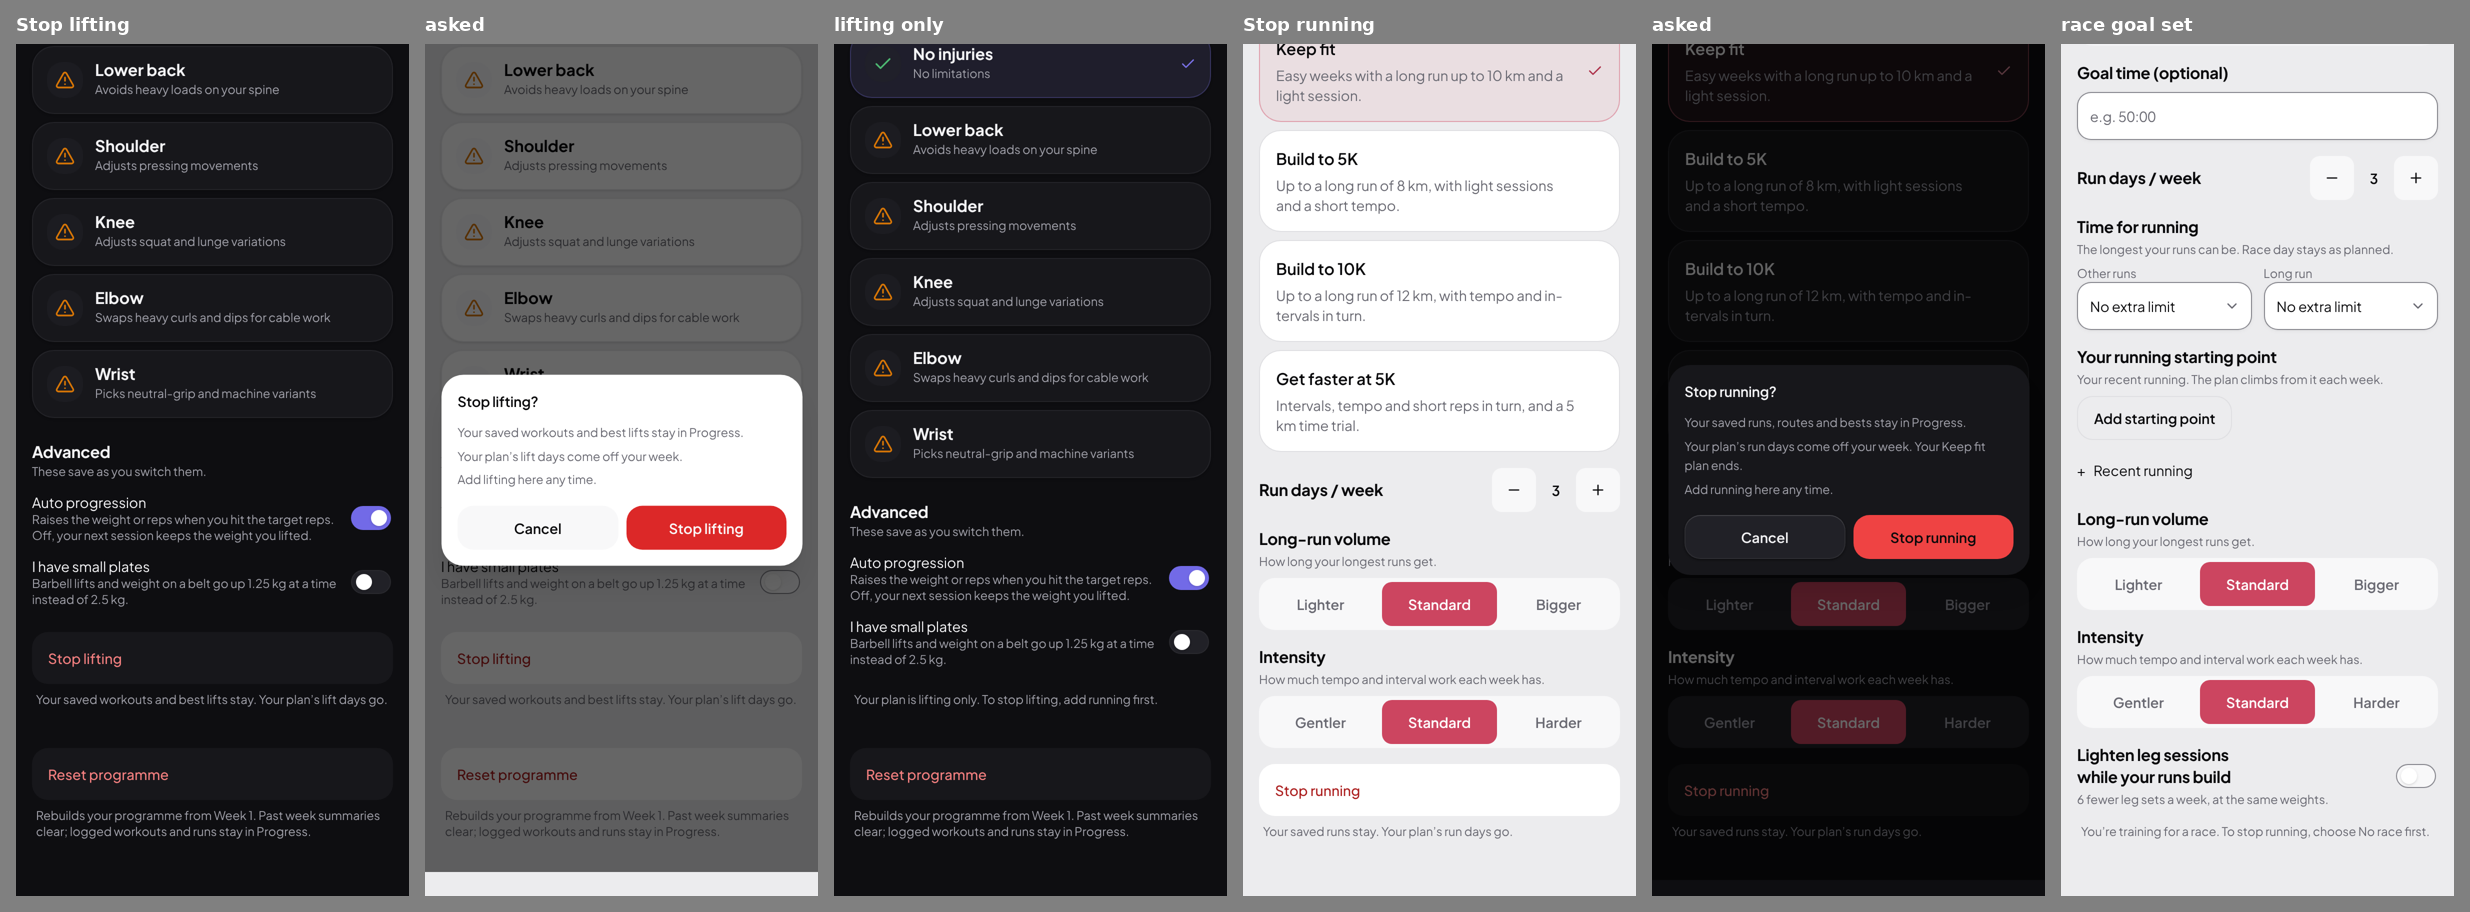 Stop lifting
Lower back
Avoids heavy loads on your spine
Shoulder
Adjusts pressing movements
Knee
Adjusts squat and lunge variations
Elbow
Swaps heavy curls and dips for cable work
Wrist
Picks neutral-grip and machine variants
Advanced
These save as you switch them.
Auto progression
Raises the weight or reps when you hit the target reps.
Off, your next session keeps the weight you lifted.
I have small plates
Barbell lifts and weight on a belt go up 1.25 kg at a time
instead of 2.5 kg.
Stop lifting
Your saved workouts and best lifts stay. Your plan's lift days go.
Reset programme
Rebuilds your programme from Week 1. Past week summaries
clear; logged workouts and runs stay in Progress.
asked
Lower back
Avoids heavy loads on your spine
Shoulder
Adjusts pressing movements
Knee
Adjusts squat and lunge variations
Elbow
Swaps heavy curls and dips for cable work
Wrist
Stop lifting?
Your saved workouts and best lifts stay in Progress.
Your plan's lift days come off your week.
Add lifting here any time.
Cancel
Stop lifting
I have small plates
Barbell lifts and weight on a belt go up 1.25 kg at a time
instead of 2.5 kg.
Stop lifting
Your saved workouts and best lifts stay. Your plan's lift days go.
Reset programme
Rebuilds your programme from Week 1. Past week summaries
clear; logged workouts and runs stay in Progress.
lifting only
No injuries
No limitations
Lower back
Avoids heavy loads on your spine
Shoulder
Adjusts pressing movements
Knee
Adjusts squat and lunge variations
Elbow
Swaps heavy curls and dips for cable work
Wrist
Picks neutral-grip and machine variants
Advanced
These save as you switch them.
Auto progression
Raises the weight or reps when you hit the target reps.
Off, your next session keeps the weight you lifted.
I have small plates
Barbell lifts and weight on a belt go up 1.25 kg at a time
instead of 2.5 kg.
Your plan is lifting only. To stop lifting, add running first.
Reset programme
Rebuilds your programme from Week 1. Past week summaries
clear; logged workouts and runs stay in Progress.
Stop running
Keep fit
Easy weeks with a long run up to 10 km and a
light session.
Build to 5K
Up to a long run of 8 km, with light sessions
and a short tempo.
Build to 10K
Up to a long run of 12 km, with tempo and in-
tervals in turn.
Get faster at 5K
Intervals, tempo and short reps in turn, and a 5
km time trial.
Run days / week
− 3 +
Long-run volume
How long your longest runs get.
Lighter Standard Bigger
Intensity
How much tempo and interval work each week has.
Gentler Standard Harder
Stop running
Your saved runs stay. Your plan's run days go.
asked
Keep fit
Easy weeks with a long run up to 10 km and a
light session.
Build to 5K
Up to a long run of 8 km, with light sessions
and a short tempo.
Build to 10K
Up to a long run of 12 km, with tempo and in-
tervals in turn.
Stop running?
Your saved runs, routes and bests stay in Progress.
Your plan's run days come off your week. Your Keep fit
plan ends.
Add running here any time.
Cancel
Stop running
Lighter Standard Bigger
Intensity
How much tempo and interval work each week has.
Gentler Standard Harder
Stop running
Your saved runs stay. Your plan's run days go.
race goal set
Goal time (optional)
e.g. 50:00
Run days / week
− 3 +
Time for running
The longest your runs can be. Race day stays as planned.
Other runs
Long run
No extra limit
No extra limit
Your running starting point
Your recent running. The plan climbs from it each week.
Add starting point
+ Recent running
Long-run volume
How long your longest runs get.
Lighter Standard Bigger
Intensity
How much tempo and interval work each week has.
Gentler Standard Harder
Lighten leg sessions
while your runs build
6 fewer leg sets a week, at the same weights.
You're training for a race. To stop running, choose No race first.